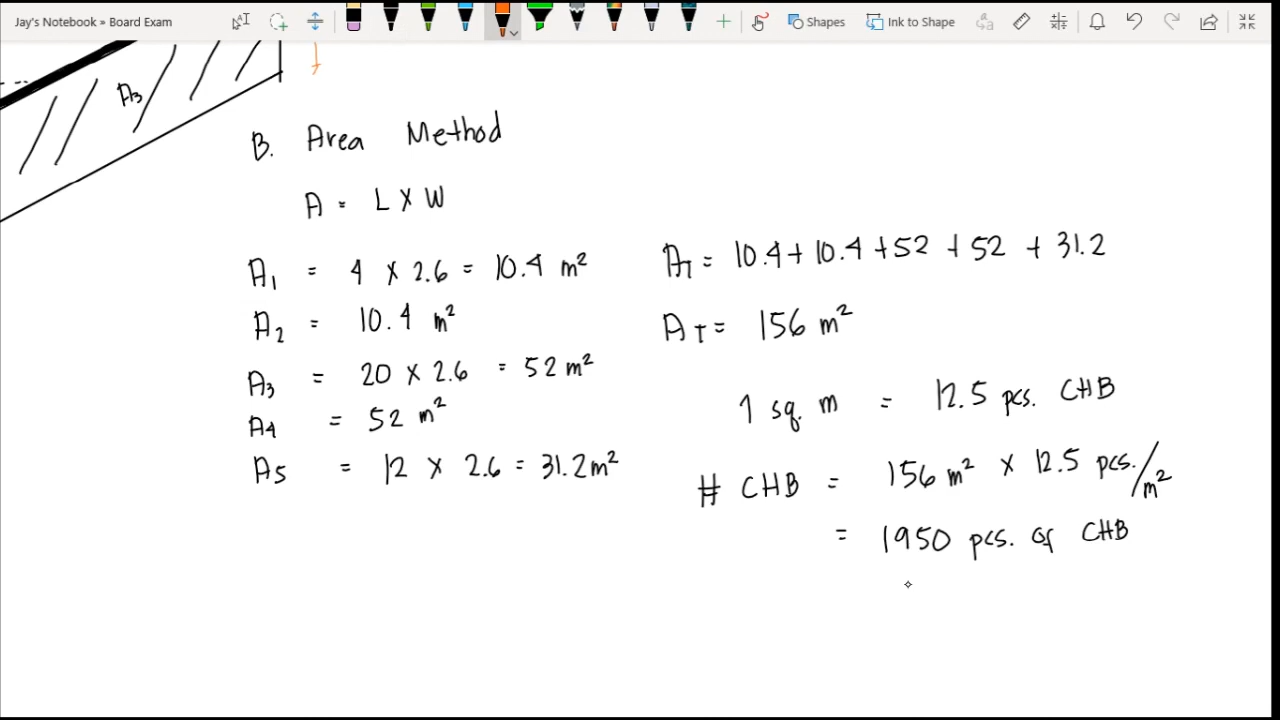 Jay's Notebook » Board Exam
Shapes
Ink to Shape
A3
B. Area Method
A = L X W
A1 = 4 X 2.6 = 10.4 m²
A2 = 10.4 m²
A3 = 20 X 2.6 = 52 m²
A4 = 52 m²
A5 = 12 X 2.6 = 31.2 m²
AT = 10.4 + 10.4 + 52 + 52 + 31.2
AT = 156 m²
1 sq. m = 12.5 pcs. CHB
# CHB = 156 m² X 12.5 pcs./m²
= 1950 pcs. of CHB